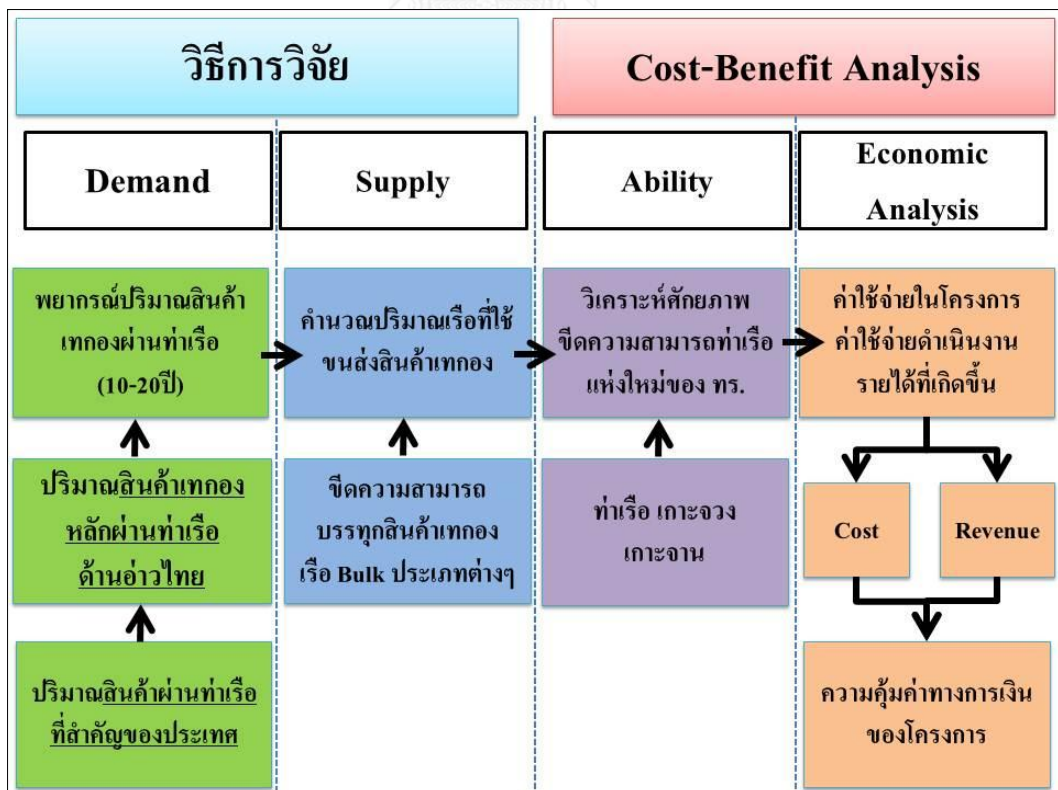 วิธีการวิจัย
Cost-Benefit Analysis
Demand
Supply
Ability
Economic
Analysis
พยากรณ์ปริมาณสินค้า
เทกองผ่านท่าเรือ
(10-20ปี)
คำนวณปริมาณเรือที่ใช้
ขนส่งสินค้าเทกอง
วิเคราะห์ศักยภาพ
ขีดความสามารถท่าเรือ
แห่งใหม่ของ ทร.
ค่าใช้จ่ายในโครงการ
ค่าใช้จ่ายดำเนินงาน
รายได้ที่เกิดขึ้น
ปริมาณสินค้าเทกอง
หลักผ่านท่าเรือ
ด้านอ่าวไทย
ขีดความสามารถ
บรรทุกสินค้าเทกอง
เรือ Bulk ประเภทต่างๆ
ท่าเรือ เกาะจวง
เกาะจาน
Cost
Revenue
ปริมาณสินค้าผ่านท่าเรือ
ที่สำคัญของประเทศ
ความคุ้มค่าทางการเงิน
ของโครงการ